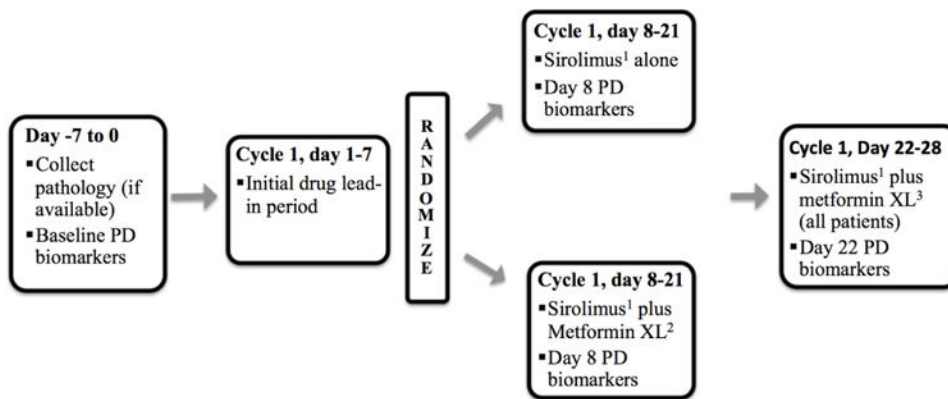 Day -7 to 0
▪Collect
pathology (if
available)
▪Baseline PD
biomarkers
Cycle 1, day 1-7
▪Initial drug lead-
in period
RANDOMIZE
Cycle 1, day 8-21
▪Sirolimus¹ alone
▪Day 8 PD
biomarkers
Cycle 1, day 8-21
▪Sirolimus¹ plus
Metformin XL²
▪Day 8 PD
biomarkers
Cycle 1, Day 22-28
▪Sirolimus¹ plus
metformin XL³
(all patients)
▪Day 22 PD
biomarkers